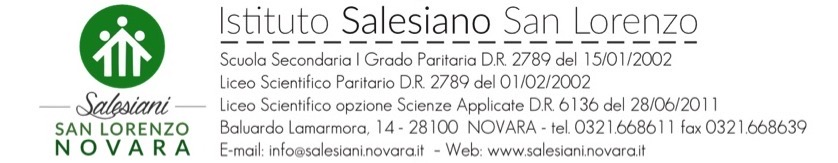 Salesiani
SAN LORENZO
NOVARA
Istituto Salesiano San Lorenzo
Scuola Secondaria I Grado Paritaria D.R. 2789 del 15/01/2002
Liceo Scientifico Paritario D.R. 2789 del 01/02/2002
Liceo Scientifico opzione Scienze Applicate D.R. 6136 del 28/06/2011
Baluardo Lamarmora, 14 - 28100 NOVARA - tel. 0321.668611 fax 0321.668639
E-mail: info@salesiani.novara.it – Web: www.salesiani.novara.it